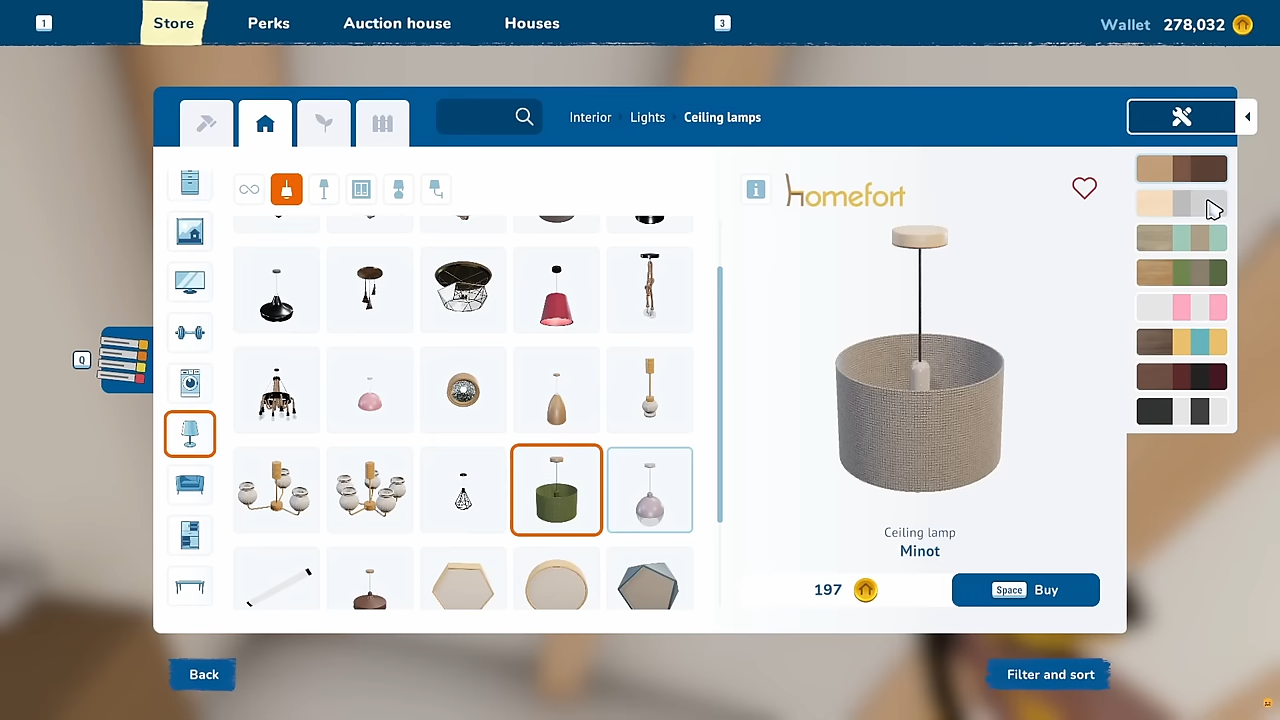 1
Store
Perks
Auction house
Houses
3
Wallet 278,032
Interior Lights Ceiling lamps
homefort
Q
Ceiling lamp
Minot
197
Space Buy
Back
Filter and sort